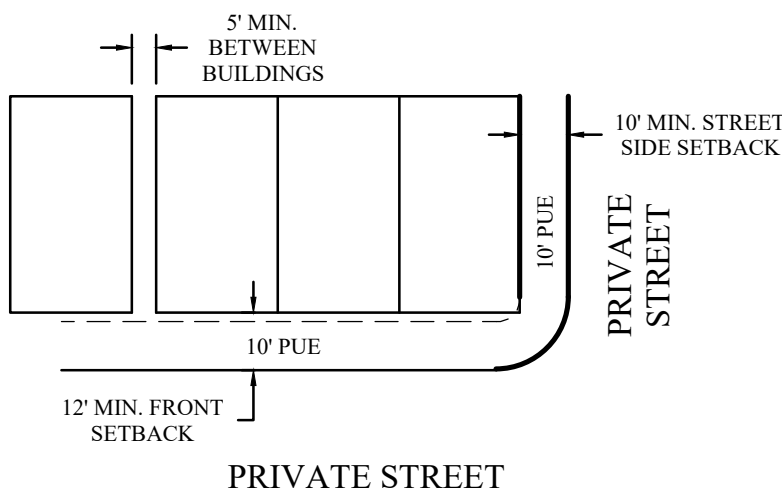 5' MIN.
BETWEEN
BUILDINGS
10' MIN. STREET
SIDE SETBACK
10' PUE
PRIVATE
STREET
10' PUE
12' MIN. FRONT
SETBACK
PRIVATE STREET